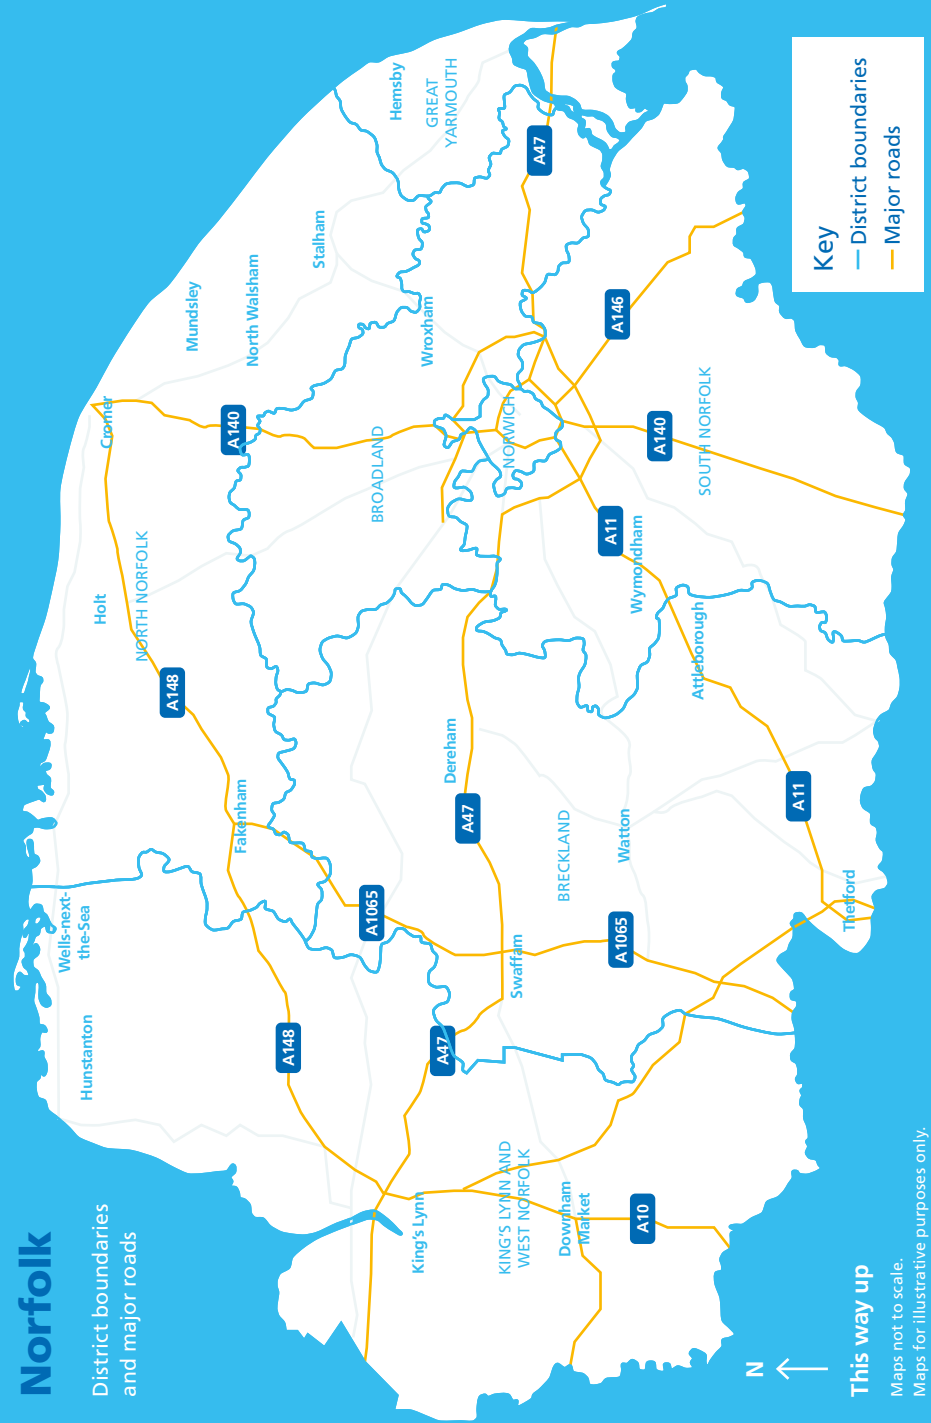 Norfolk
District boundaries
and major roads
Hunstanton
Wells-next-
the-Sea
Holt
Cromer
Mundsley
NORTH NORFOLK
A148
A148
Fakenham
A140
North Walsham
Stalham
Hemsby
GREAT
YARMOUTH
A1065
BROADLAND
Wroxham
King's Lynn
A47
Dereham
A47
NORWICH
A47
KING'S LYNN AND
WEST NORFOLK
Swaffam
BRECKLAND
Downham
Market
A10
A1065
Watton
A11
Wymondham
A146
A140
Attleborough
SOUTH NORFOLK
A11
Thetford
N
This way up
Maps not to scale.
Maps for illustrative purposes only.
Key
District boundaries
Major roads